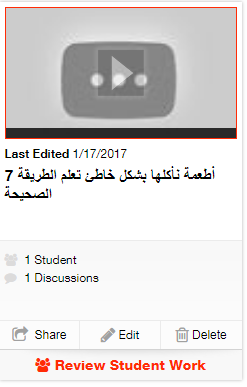 Last Edited 1/17/2017
7 أطعمة نأكلها بشكل خاطئ تعلم الطريقة
الصحيحة
1 Student
1 Discussions
Share Edit Delete
Review Student Work